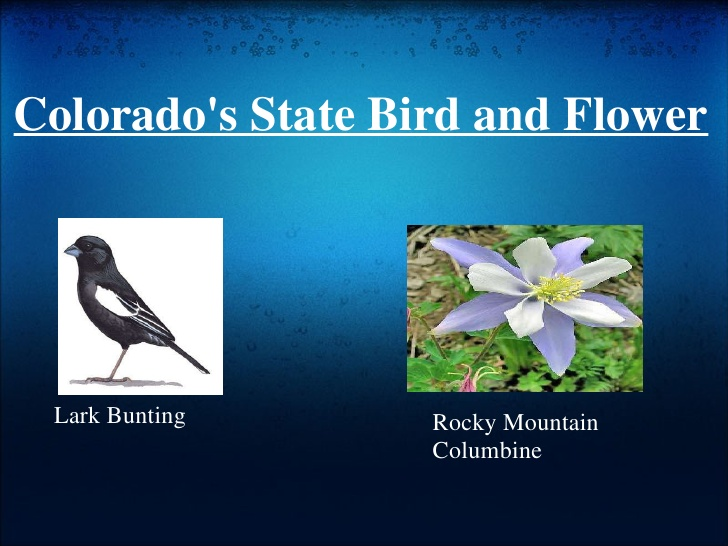 Colorado's State Bird and Flower
Lark Bunting
Rocky Mountain
Columbine